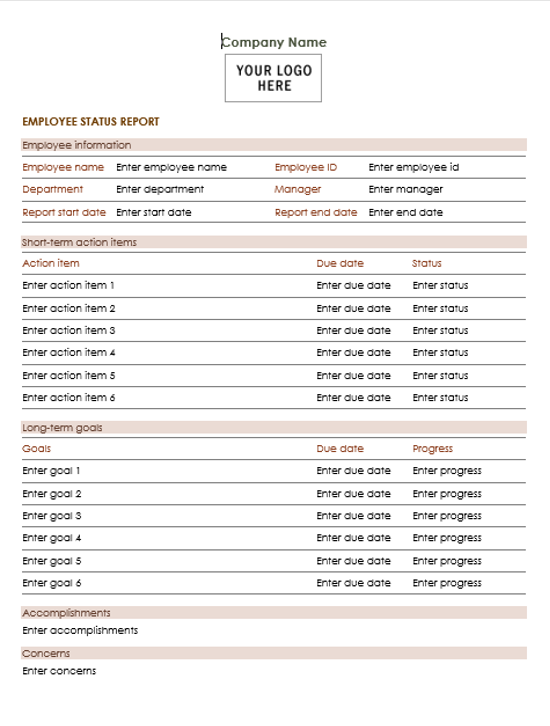 Company Name
YOUR LOGO
HERE
EMPLOYEE STATUS REPORT
Employee information
Employee name Enter employee name Employee ID Enter employee id
Department Enter department Manager Enter manager
Report start date Enter start date Report end date Enter end date
Short-term action items
Action item Due date Status
Enter action item 1 Enter due date Enter status
Enter action item 2 Enter due date Enter status
Enter action item 3 Enter due date Enter status
Enter action item 4 Enter due date Enter status
Enter action item 5 Enter due date Enter status
Enter action item 6 Enter due date Enter status
Long-term goals
Goals Due date Progress
Enter goal 1 Enter due date Enter progress
Enter goal 2 Enter due date Enter progress
Enter goal 3 Enter due date Enter progress
Enter goal 4 Enter due date Enter progress
Enter goal 5 Enter due date Enter progress
Enter goal 6 Enter due date Enter progress
Accomplishments
Enter accomplishments
Concerns
Enter concerns